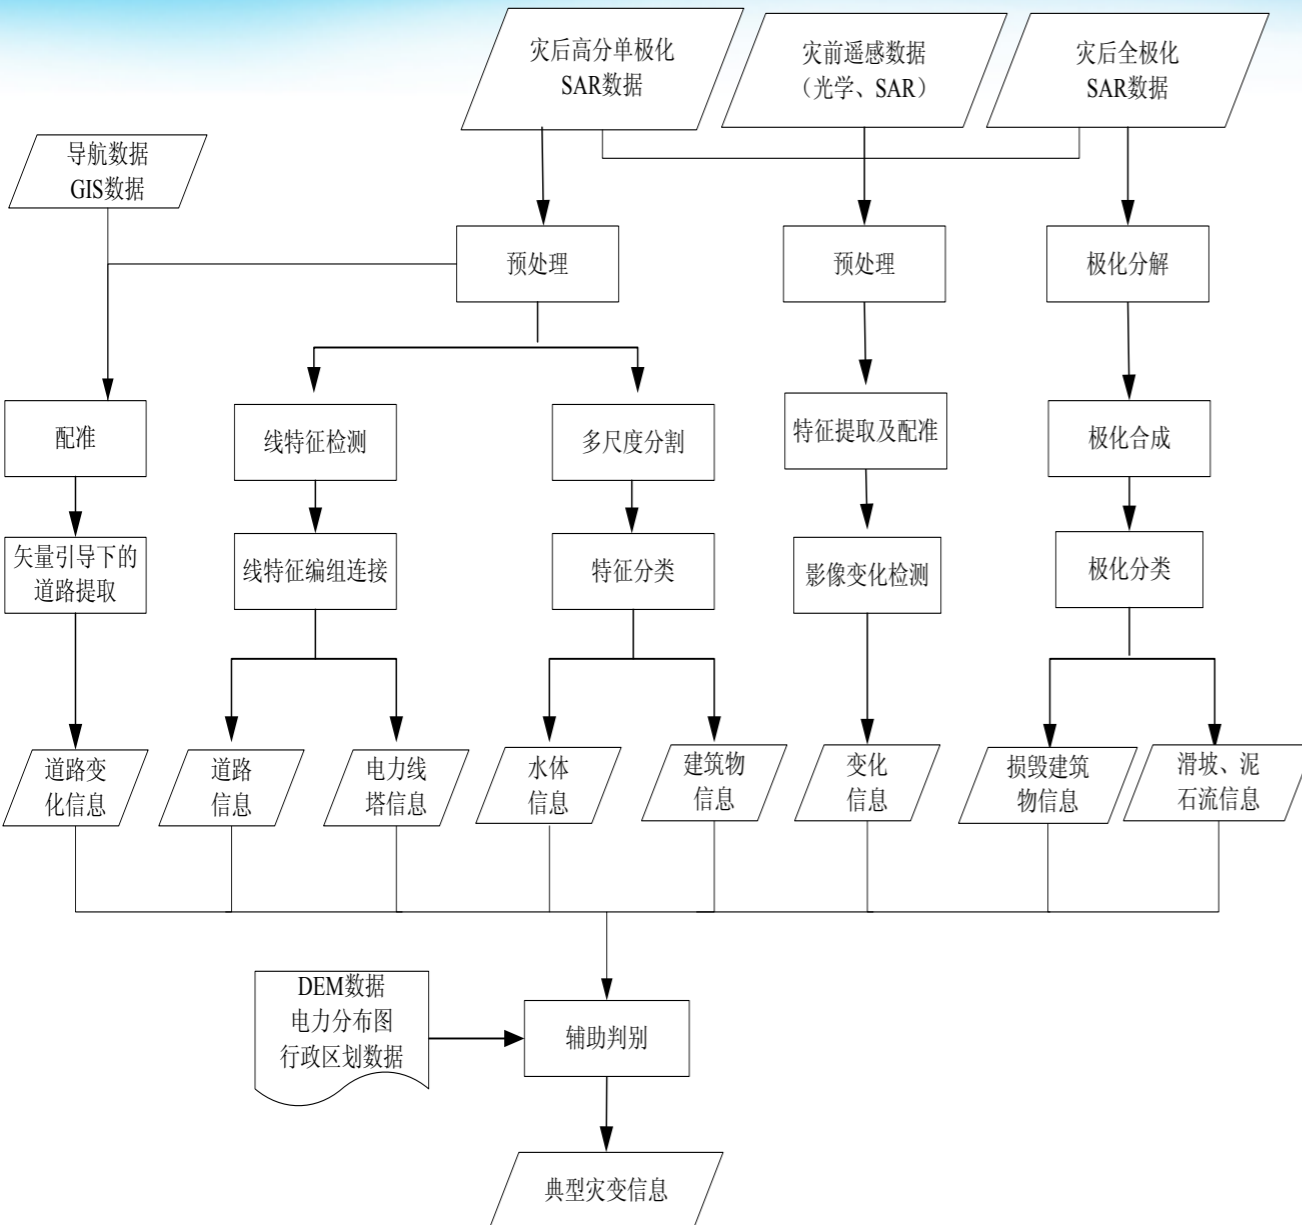 灾后高分单极化
SAR数据
灾前遥感数据
（光学、SAR）
灾后全极化
SAR数据
导航数据
GIS数据
预处理
预处理
极化分解
配准
线特征检测
多尺度分割
特征提取及配准
极化合成
矢量引导下的
道路提取
线特征编组连接
特征分类
影像变化检测
极化分类
道路变
化信息
道路
信息
电力线
塔信息
水体
信息
建筑物
信息
变化
信息
损毁建筑
物信息
滑坡、泥
石流信息
DEM数据
电力分布图
行政区划数据
辅助判别
典型灾变信息